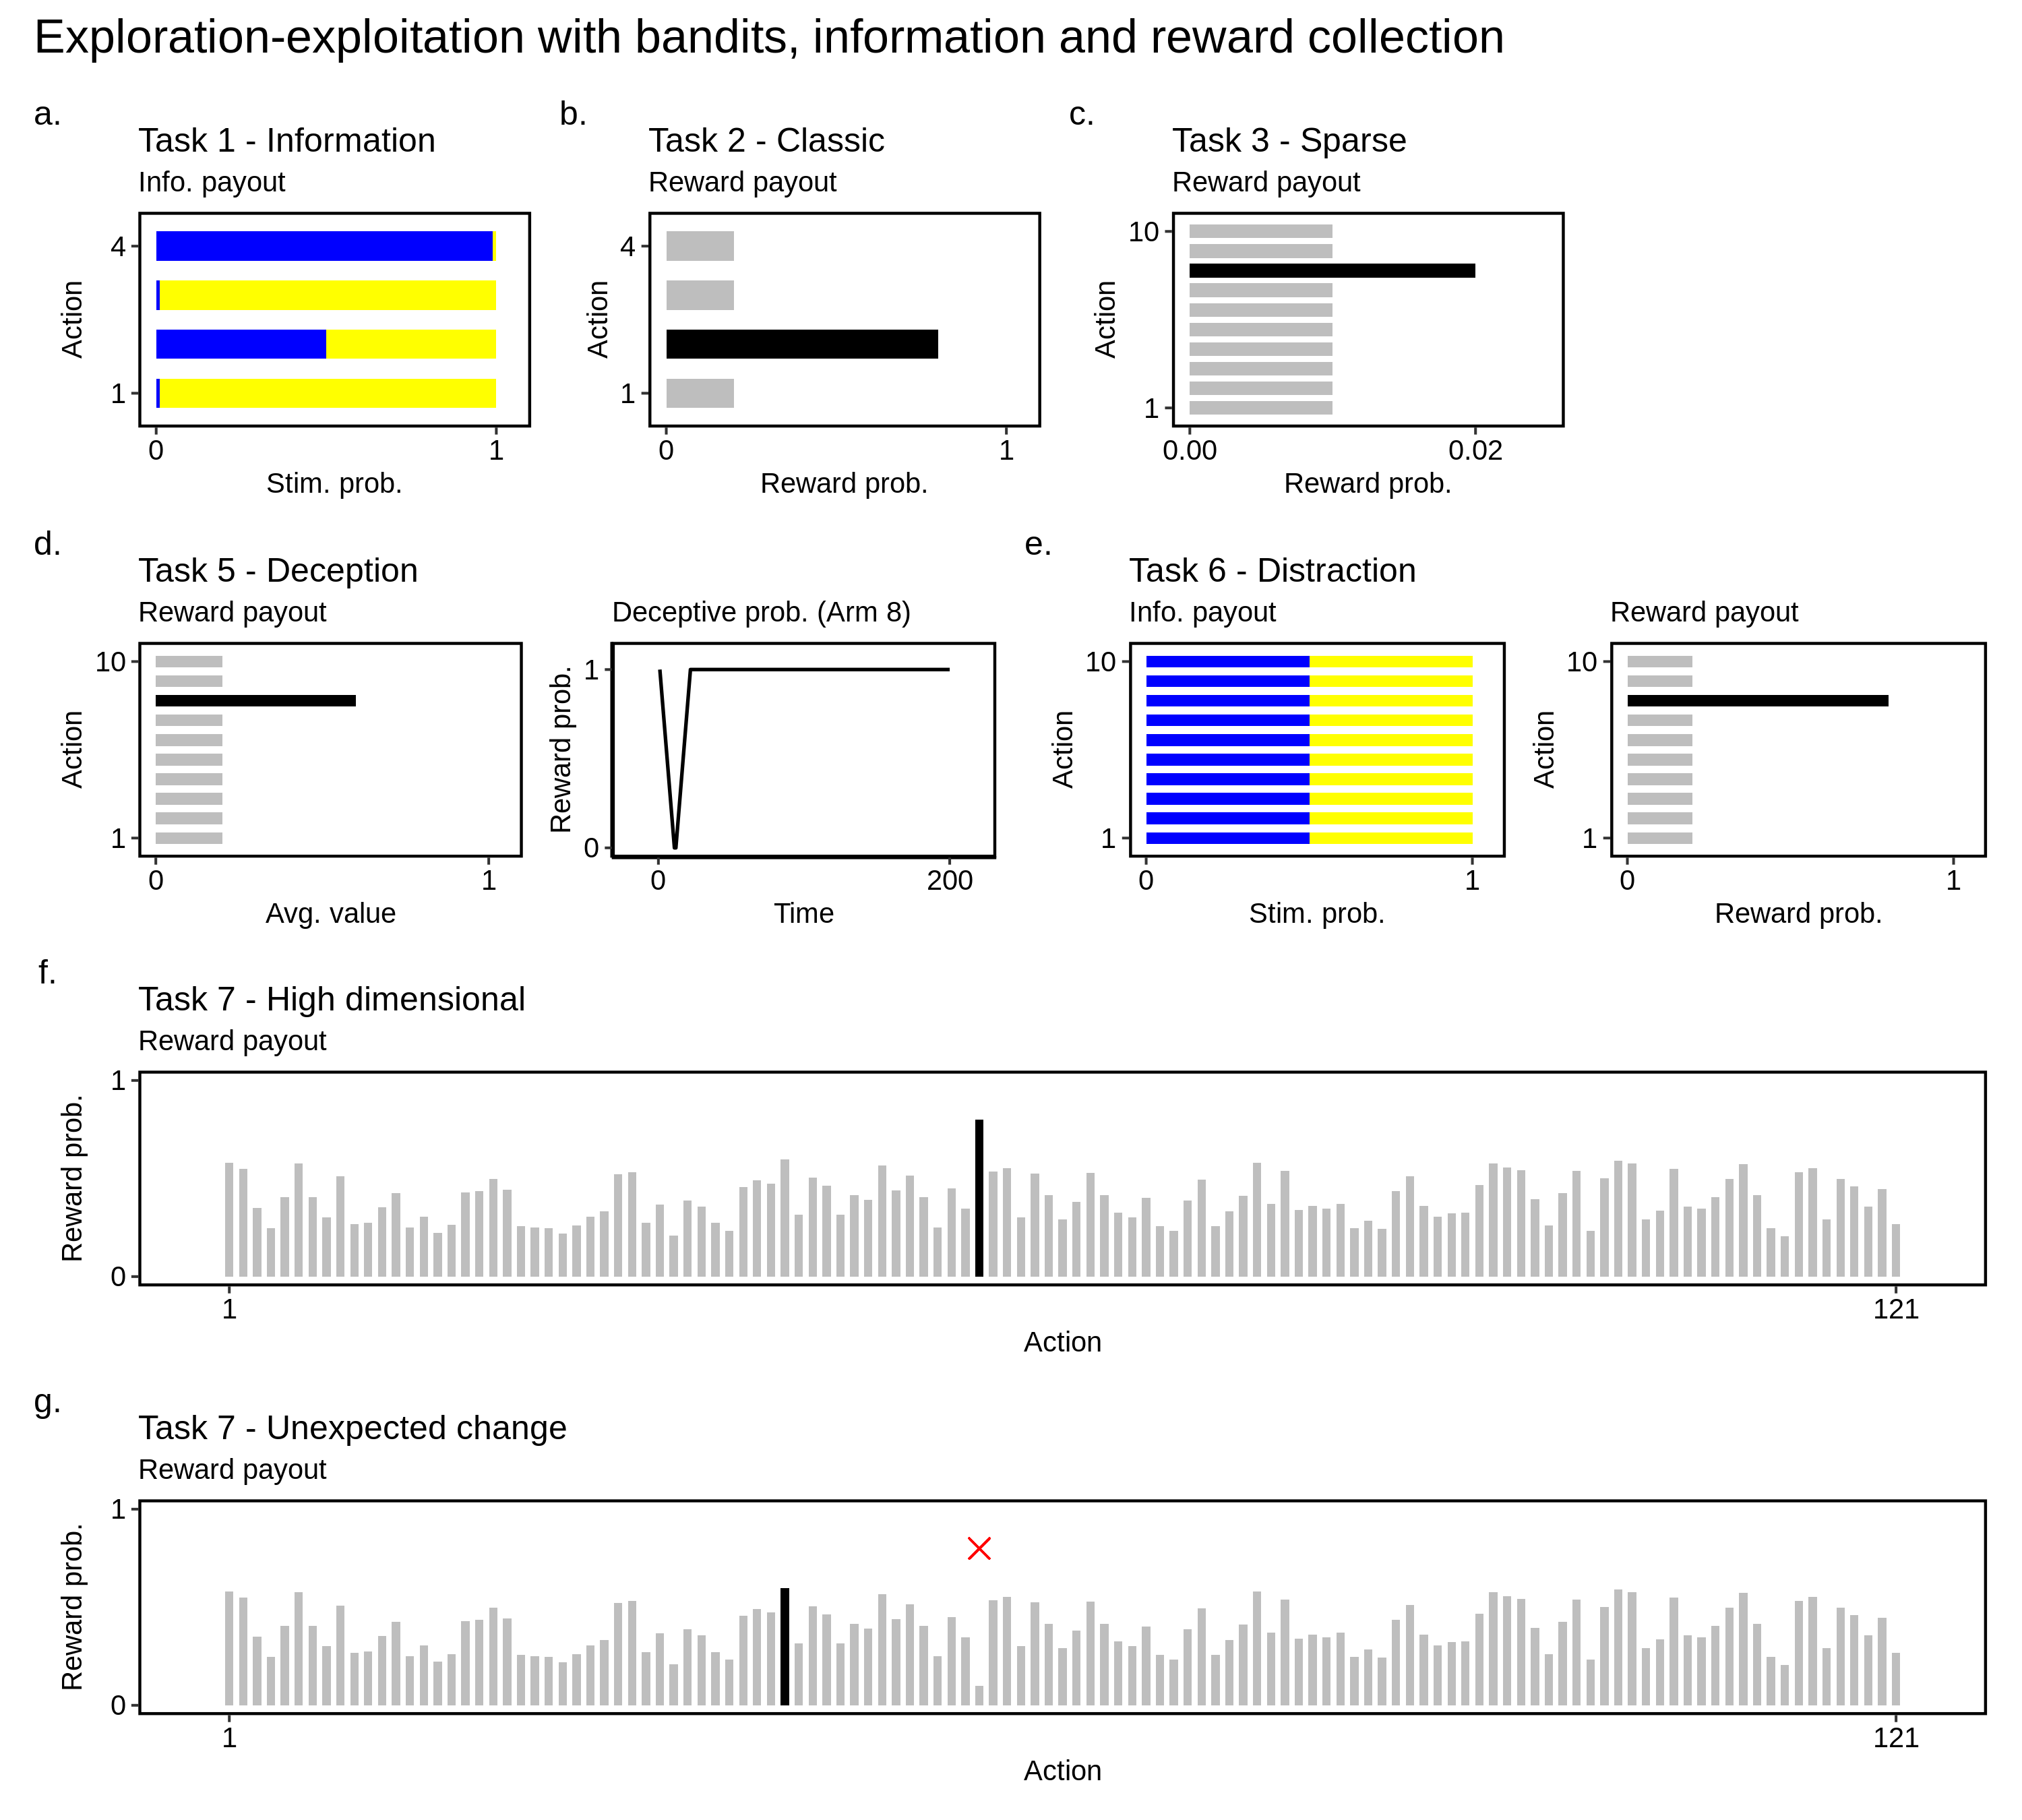 Exploration-exploitation with bandits, information and reward collection
a.
Task 1 - Information
Info. payout
4
1
Action
0 1
Stim. prob.
b.
Task 2 - Classic
Reward payout
4
1
Action
0 1
Reward prob.
c.
Task 3 - Sparse
Reward payout
10
1
Action
0.00 0.02
Reward prob.
d.
Task 5 - Deception
Reward payout
10
1
Action
0 1
Avg. value
Deceptive prob. (Arm 8)
1
0
Reward prob.
0 200
Time
e.
Task 6 - Distraction
Info. payout
10
1
Action
0 1
Stim. prob.
Reward payout
10
1
Action
0 1
Reward prob.
f.
Task 7 - High dimensional
Reward payout
1
0
Reward prob.
1 121
Action
g.
Task 7 - Unexpected change
Reward payout
1
0
Reward prob.
1 121
Action